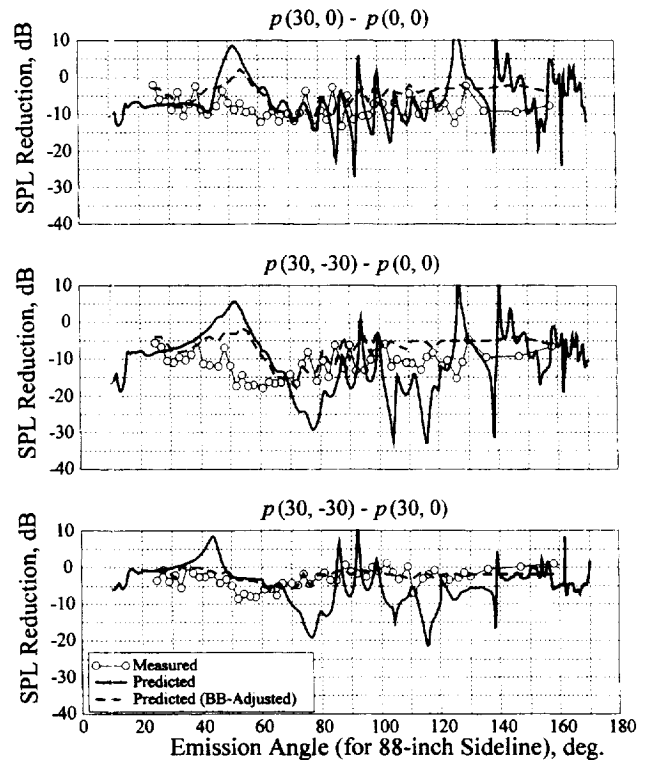 p(30, 0) - p(0, 0)
SPL Reduction, dB
10
0
-10
-20
-30
-40
p(30, -30) - p(0, 0)
SPL Reduction, dB
10
0
-10
-20
-30
-40
p(30, -30) - p(30, 0)
SPL Reduction, dB
10
0
-10
-20
-30
-40
Measured
Predicted
Predicted (BB-Adjusted)
0 20 40 60 80 100 120 140 160 180
Emission Angle (for 88-inch Sideline), deg.